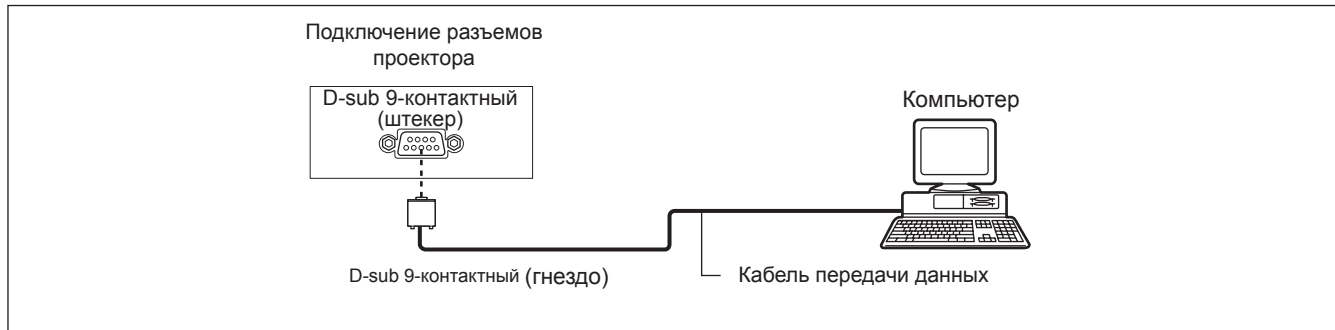 Подключение разъемов
проектора
D-sub 9-контактный
(штекер)
Компьютер
D-sub 9-контактный (гнездо)
Кабель передачи данных